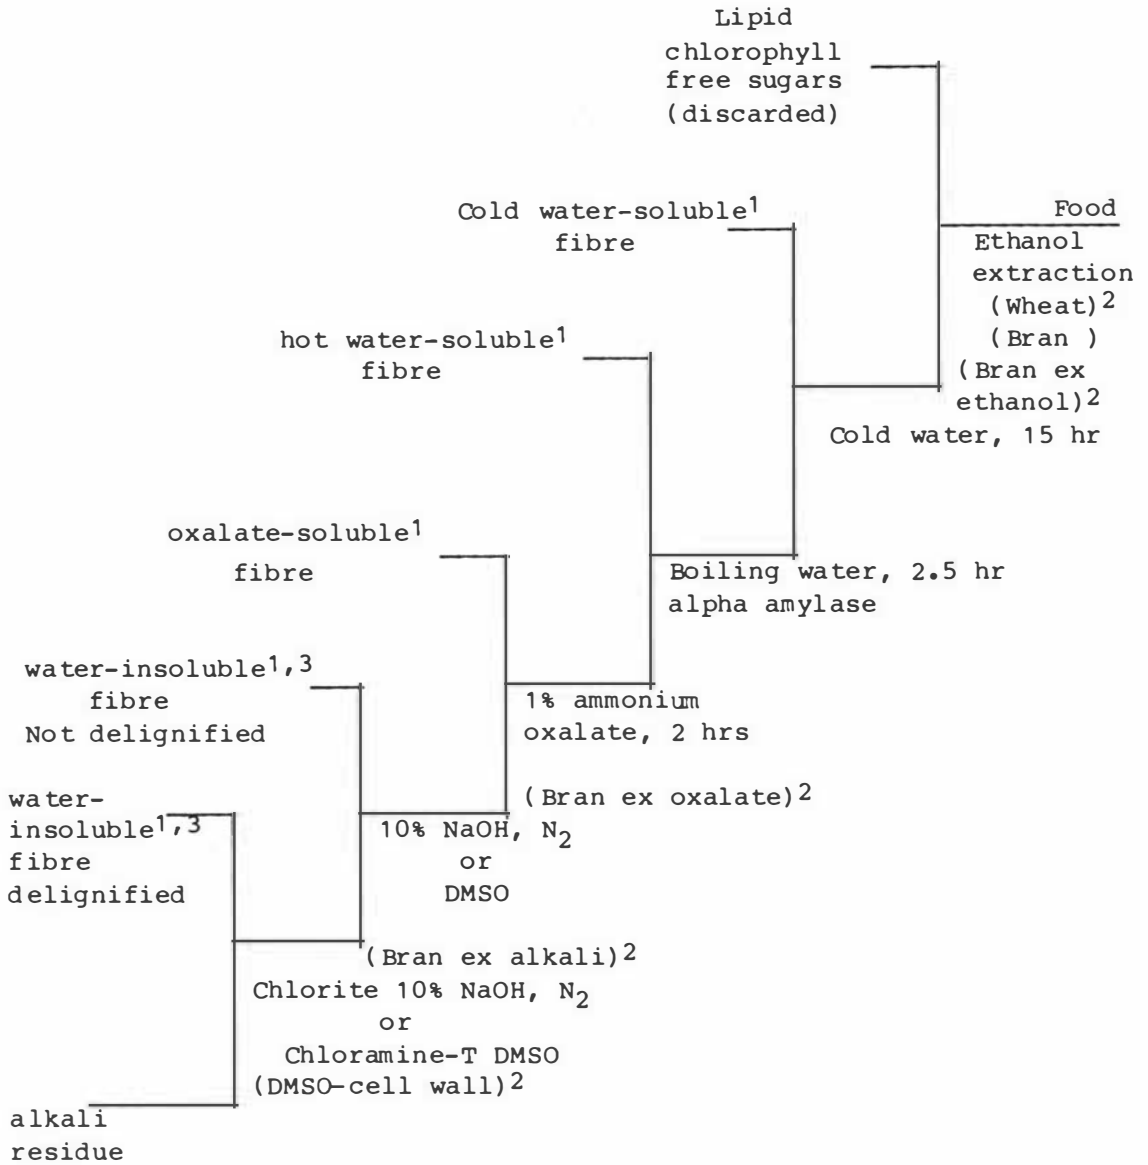 Lipid
chlorophyll
free sugars
(discarded)
Food
Cold water-soluble¹
fibre
Ethanol
extraction
(Wheat)²
(Bran )
(Bran ex
ethanol)²
hot water-soluble¹
fibre
Cold water, 15 hr
oxalate-soluble¹
fibre
Boiling water, 2.5 hr
alpha amylase
water-insoluble¹,³
fibre
Not delignified
1% ammonium
oxalate, 2 hrs
(Bran ex oxalate)²
water-
insoluble¹,³
fibre
delignified
10% NaOH, N₂
or
DMSO
(Bran ex alkali)²
Chlorite 10% NaOH, N₂
or
Chloramine-T DMSO
(DMSO-cell wall)²
alkali
residue